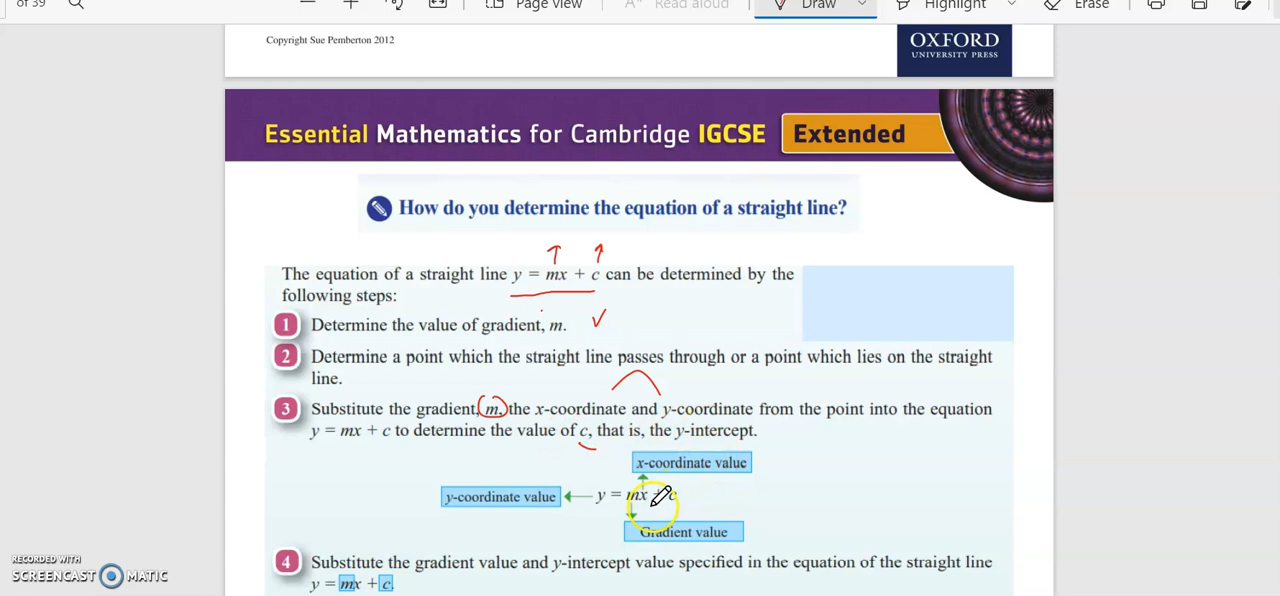 of 39
Page view
Read aloud
Draw
Highlight
Erase
Copyright Sue Pemberton 2012
OXFORD
UNIVERSITY PRESS
Essential Mathematics for Cambridge IGCSE Extended
How do you determine the equation of a straight line?
The equation of a straight line y = mx + c can be determined by the
following steps:
1 Determine the value of gradient, m.
2 Determine a point which the straight line passes through or a point which lies on the straight
line.
3 Substitute the gradient, m, the x-coordinate and y-coordinate from the point into the equation
y = mx + c to determine the value of c, that is, the y-intercept.
x-coordinate value
y-coordinate value
y = mx + c
Gradient value
4 Substitute the gradient value and y-intercept value specified in the equation of the straight line
y = mx + c.
RECORDED WITH
SCREENCAST MATIC